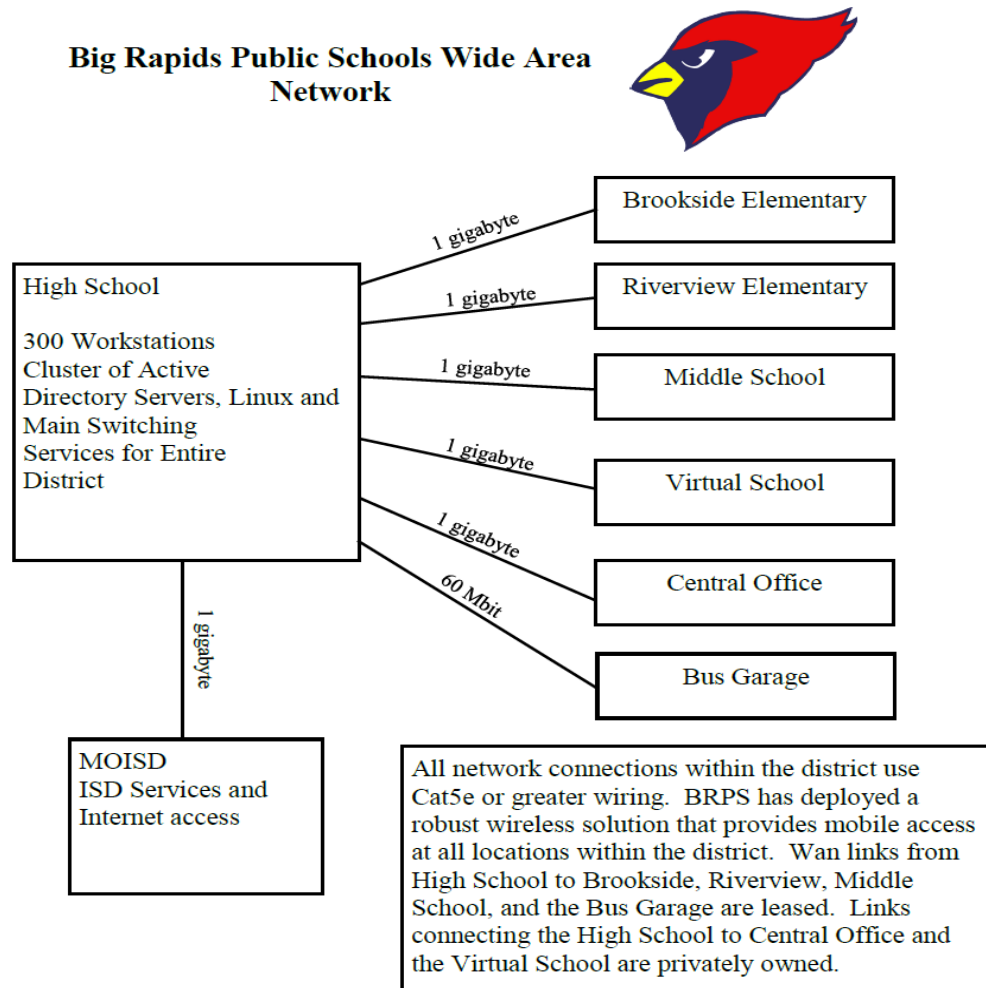 Big Rapids Public Schools Wide Area
Network
Brookside Elementary
1 gigabyte
High School
300 Workstations
Cluster of Active
Directory Servers, Linux and
Main Switching
Services for Entire
District
1 gigabyte
Riverview Elementary
1 gigabyte
Middle School
1 gigabyte
Virtual School
1 gigabyte
Central Office
60 Mbit
Bus Garage
1 gigabyte
MOISD
ISD Services and
Internet access
All network connections within the district use
Cat5e or greater wiring.  BRPS has deployed a
robust wireless solution that provides mobile access
at all locations within the district.  Wan links from
High School to Brookside, Riverview, Middle
School, and the Bus Garage are leased.  Links
connecting the High School to Central Office and
the Virtual School are privately owned.